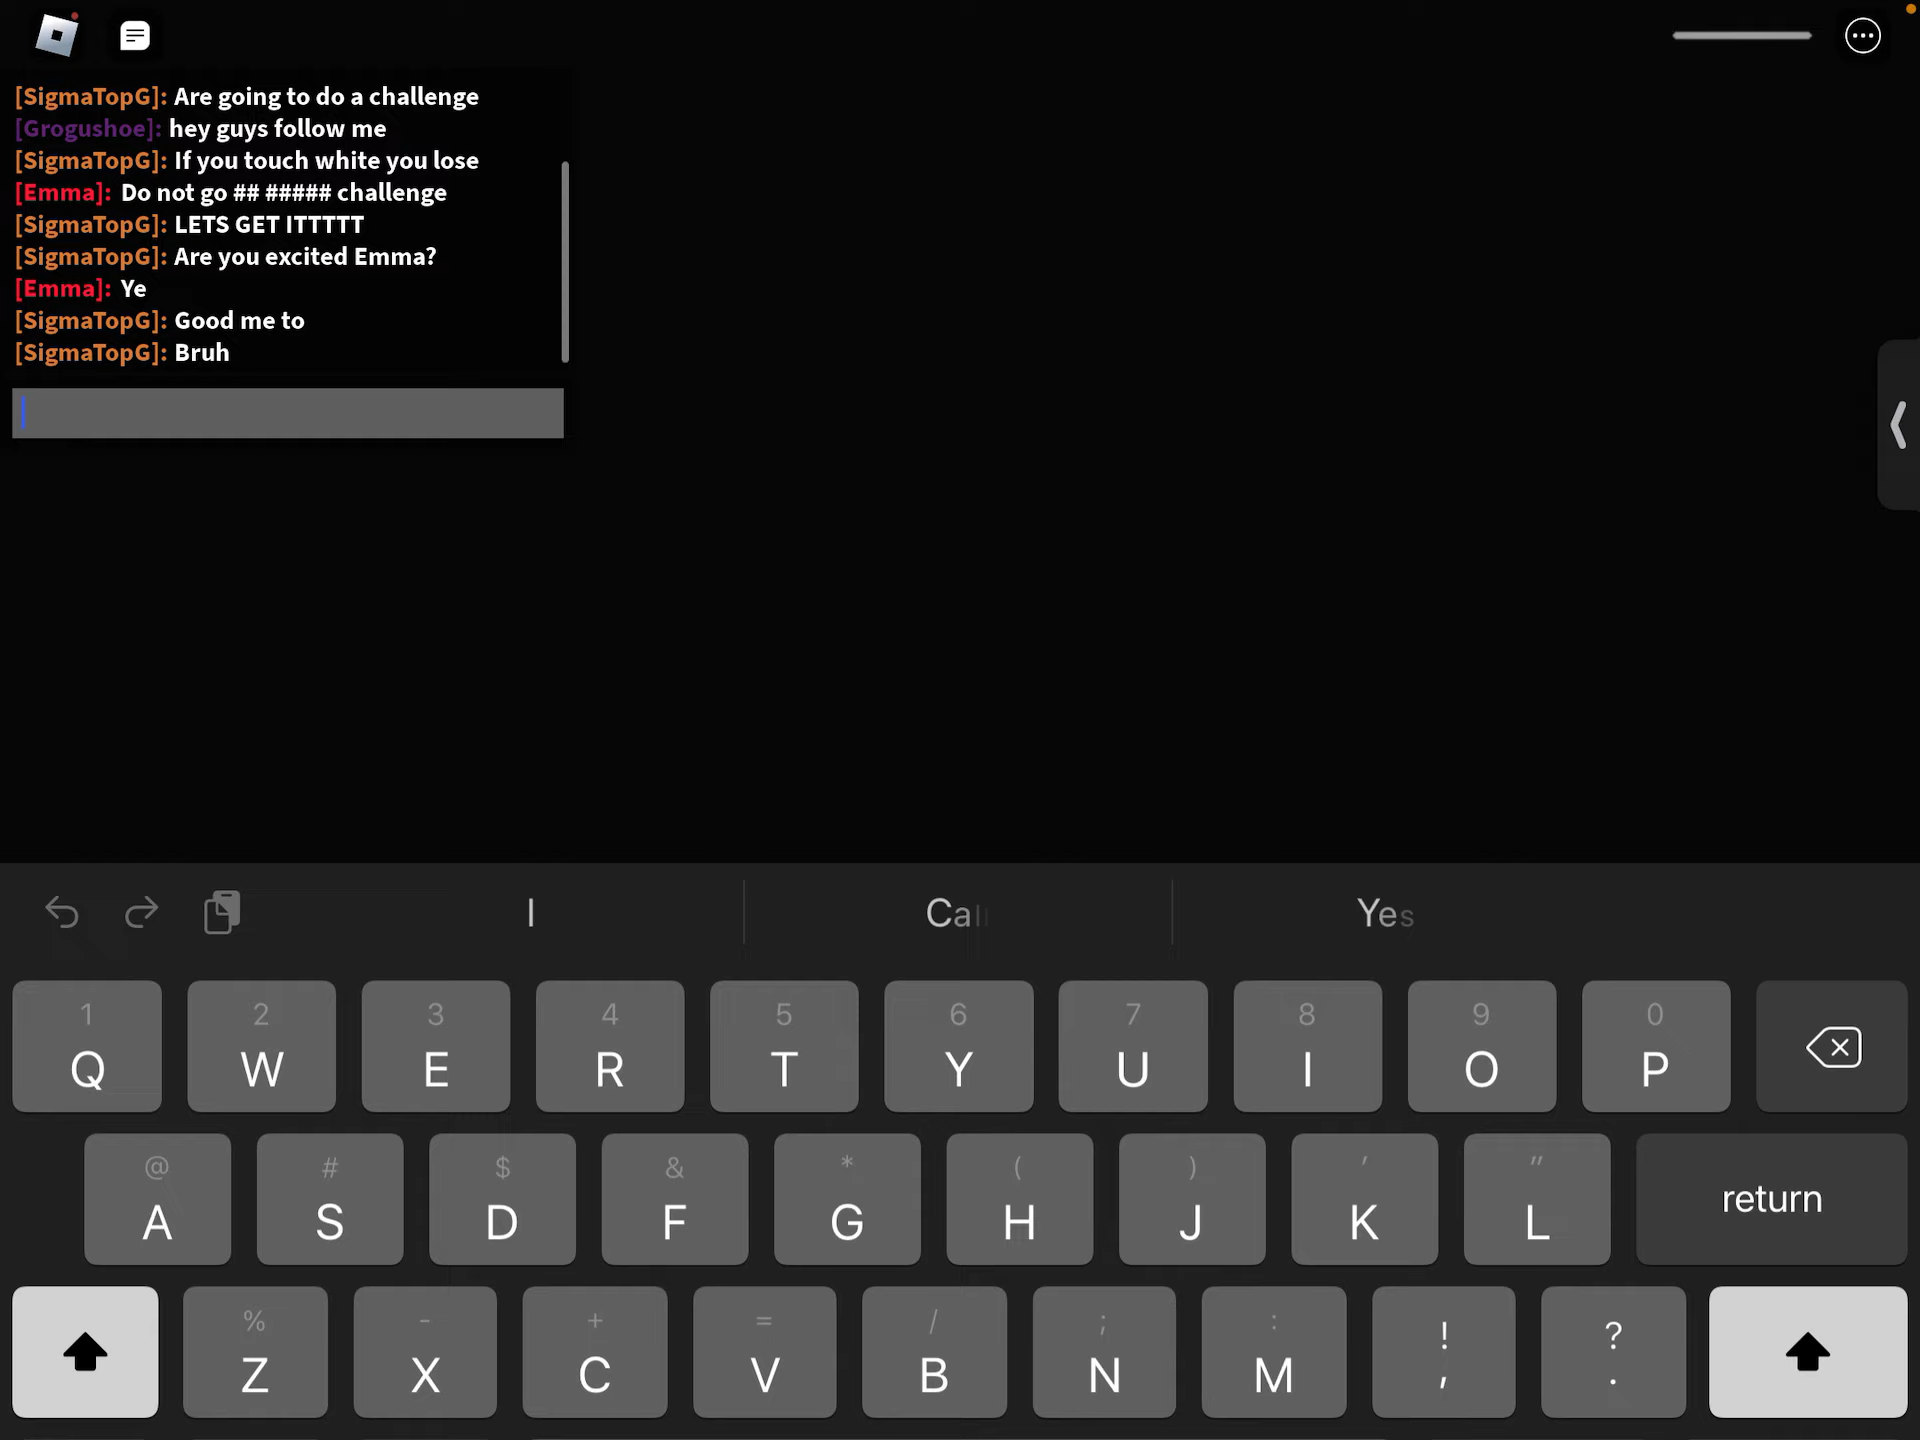 [SigmaTopG]: Are going to do a challenge
[Grogushoe]: hey guys follow me
[SigmaTopG]: If you touch white you lose
[Emma]: Do not go ## ##### challenge
[SigmaTopG]: LETS GET ITTTTT
[SigmaTopG]: Are you excited Emma?
[Emma]: Ye
[SigmaTopG]: Good me to
[SigmaTopG]: Bruh
I Call Yes
1 2 3 4 5 6 7 8 9 0
Q W E R T Y U I O P
@ # $ & * ( ) ' "
A S D F G H J K L return
% - + = / ; : ! ?
Z X C V B N M , .